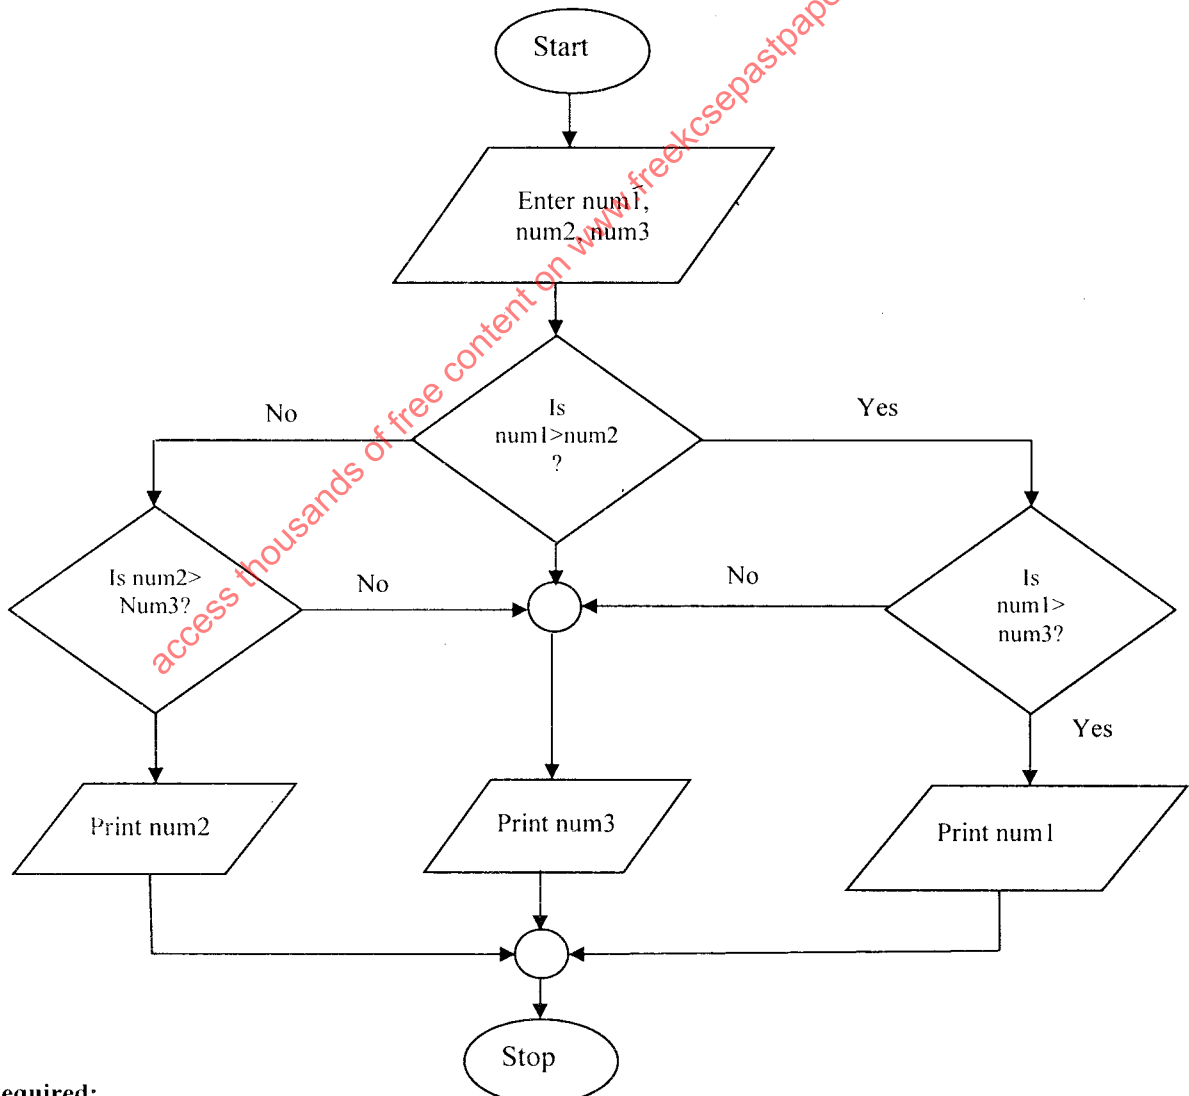 Start
Enter num1,
num2, num3
Is
num1>num2
?
No
Yes
Is num2>
Num3?
No
No
Is
num1>
num3?
Yes
Print num2
Print num3
Print num1
Stop
equired:
access thousands of free content on www.freekcsepastpape